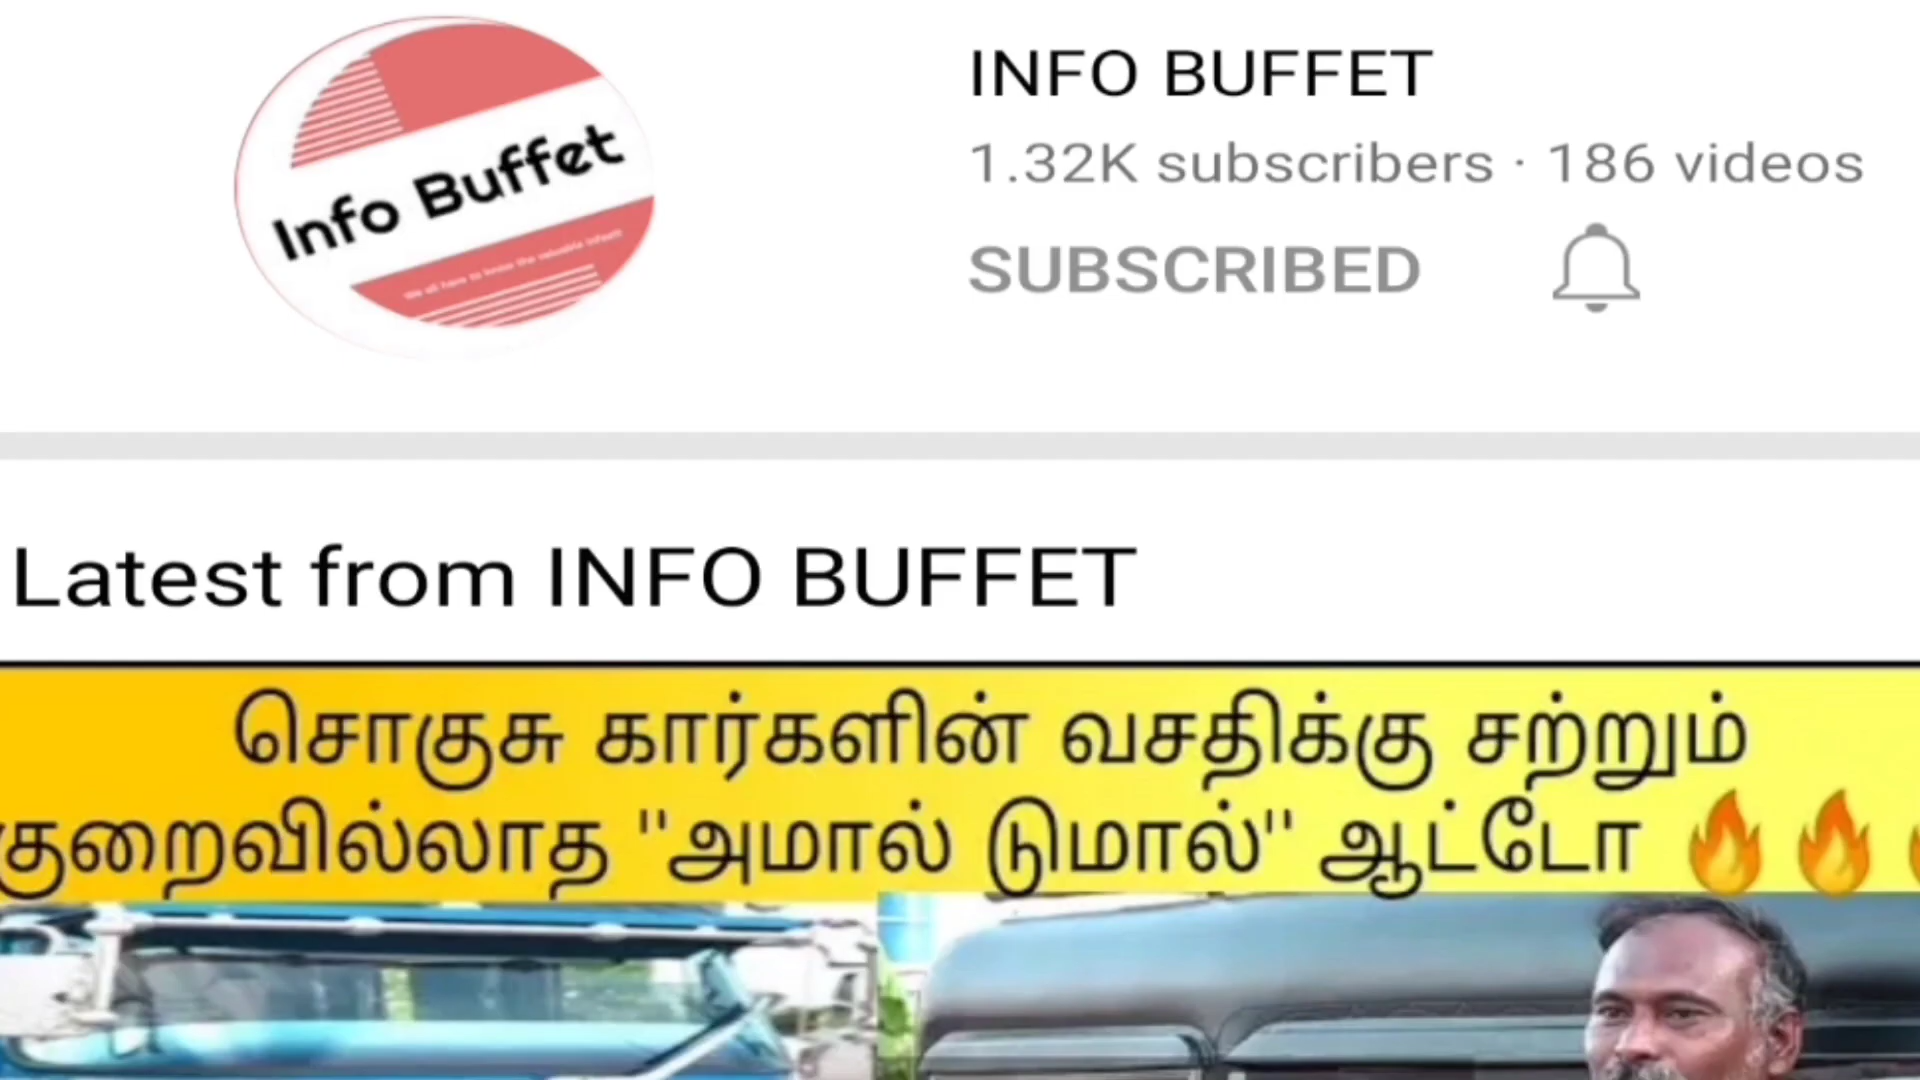 Info Buffet
INFO BUFFET
1.32K subscribers · 186 videos
SUBSCRIBED
Latest from INFO BUFFET
சொகுசு கார்களின் வசதிக்கு சற்றும்
குறைவில்லாத "அமால் டுமால்" ஆட்டோ 🔥🔥